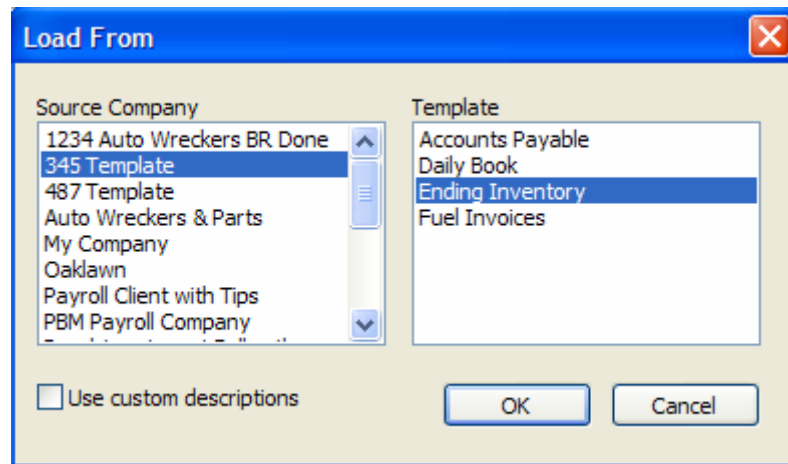 Load From
Source Company
1234 Auto Wreckers BR Done
345 Template
487 Template
Auto Wreckers & Parts
My Company
Oaklawn
Payroll Client with Tips
PBM Payroll Company
Template
Accounts Payable
Daily Book
Ending Inventory
Fuel Invoices
Use custom descriptions
OK
Cancel